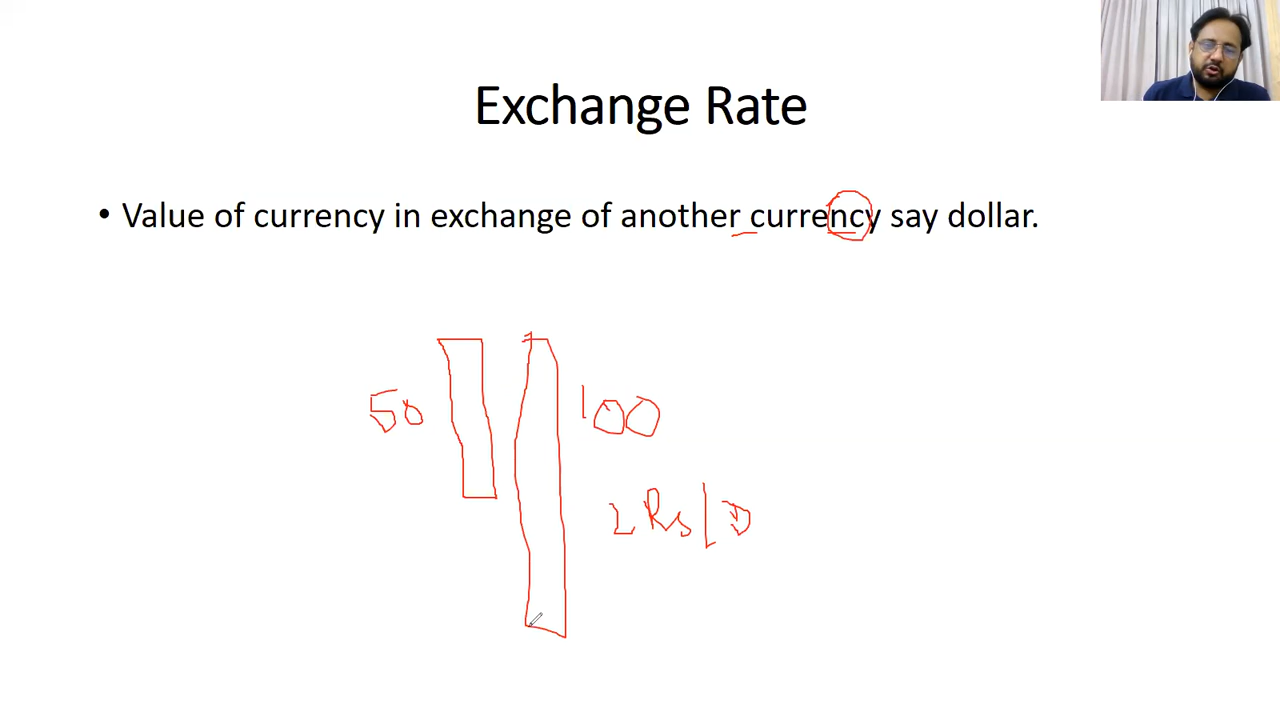 Exchange Rate
• Value of currency in exchange of another currency say dollar.
50 100
2 Rs | D